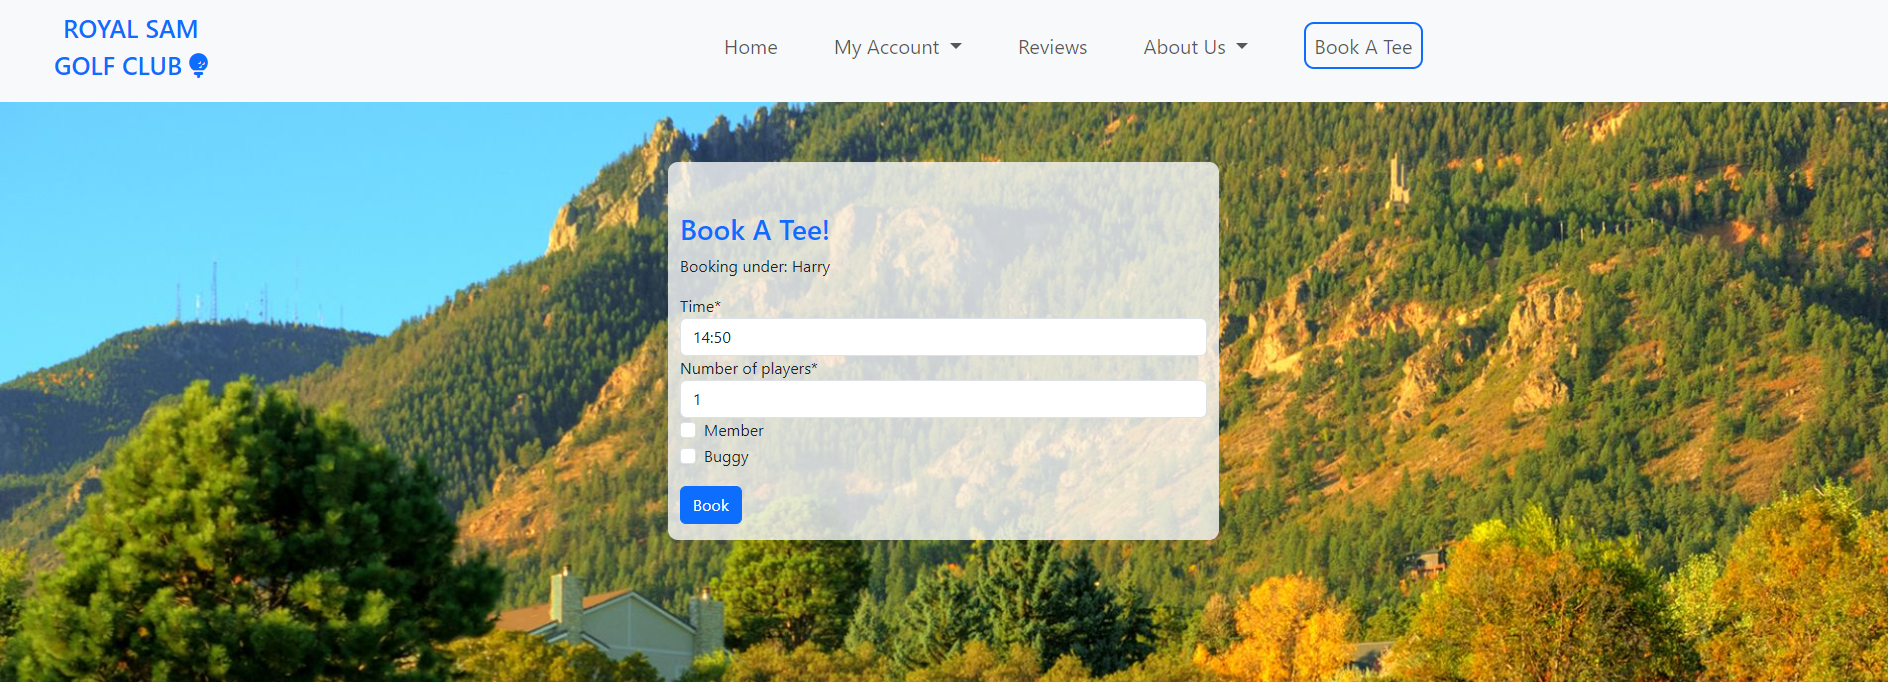 ROYAL SAM
GOLF CLUB
Home My Account Reviews About Us Book A Tee
Book A Tee!
Booking under: Harry
Time*
14:50
Number of players*
1
Member
Buggy
Book